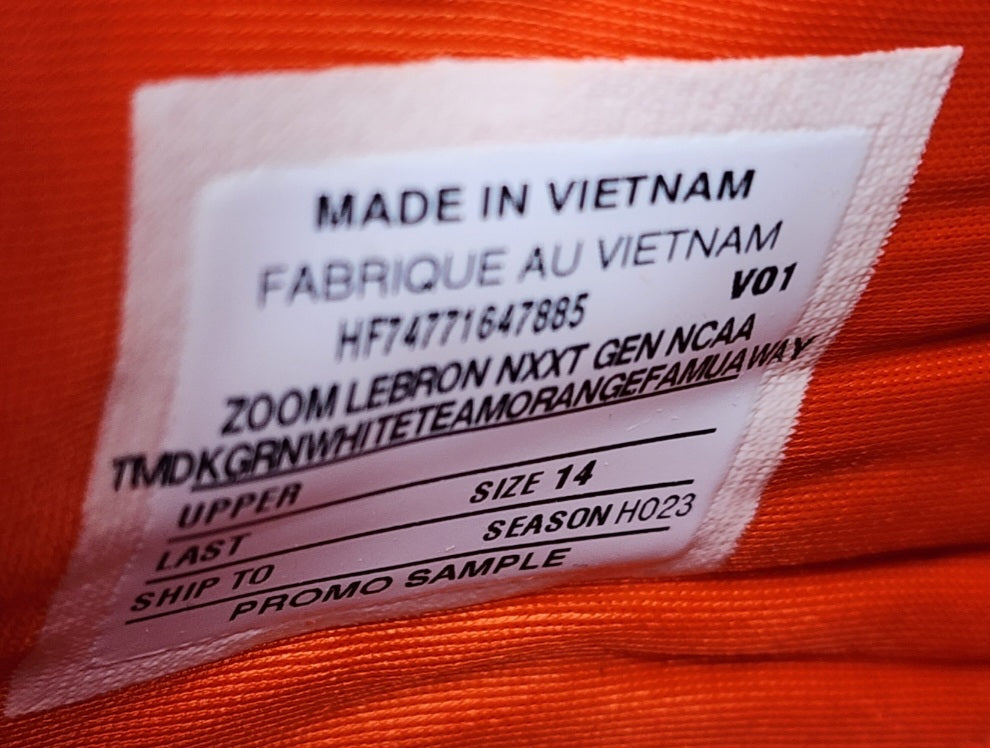 MADE IN VIETNAM
FABRIQUE AU VIETNAM
V01
HF74771647885
ZOOM LEBRON NXXT GEN NCAA
TMDKGRNWHITETEAMORANGEFAMUAWAY
UPPER
SIZE 14
LAST
SEASON HO23
SHIP TO
PROMO SAMPLE